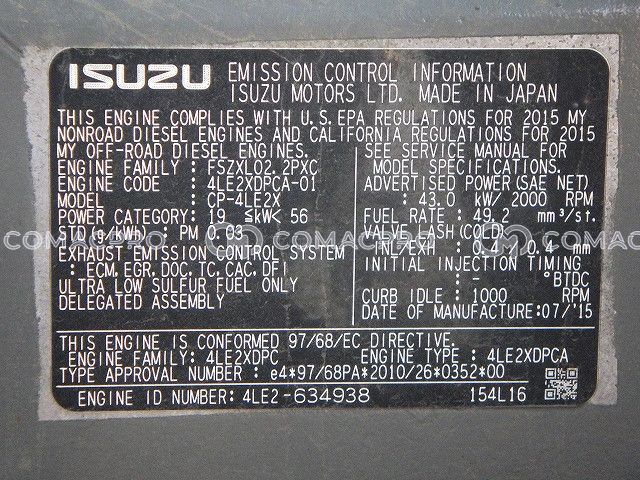 ISUZU EMISSION CONTROL INFORMATION
ISUZU MOTORS LTD. MADE IN JAPAN
THIS ENGINE COMPLIES WITH U.S.EPA REGULATIONS FOR 2015 MY
NONROAD DIESEL ENGINES AND CALIFORNIA REGULATIONS FOR 2015
MY OFF-ROAD DIESEL ENGINES.
ENGINE FAMILY : FSZXL02.2PXC
ENGINE CODE : 4LE2XDPCA-01
MODEL : CP-4LE2X
POWER CATEGORY: 19 ≦kW< 56
STD(g/kWh) : PM 0.03
EXHAUST EMISSION CONTROL SYSTEM
: ECM, EGR, DOC, TC, CAC, DFI
ULTRA LOW SULFUR FUEL ONLY
DELEGATED ASSEMBLY
SEE SERVICE MANUAL FOR
MODEL SPECIFICATIONS.
ADVERTISED POWER(SAE NET)
: 43.0 kW/ 2000 RPM
FUEL RATE: 49.2 mm³/st.
VALVE LASH(COLD)
INL/EXH : 0.4 /0.4 mm
INITIAL INJECTION TIMING
: - °BTDC
CURB IDLE : 1000 RPM
DATE OF MANUFACTURE:07/'15
THIS ENGINE IS CONFORMED 97/68/EC DIRECTIVE.
ENGINE FAMILY: 4LE2XDPC ENGINE TYPE : 4LE2XDPCA
TYPE APPROVAL NUMBER : e4*97/68PA*2010/26*0352*00
ENGINE ID NUMBER: 4LE2-634938 154L16
COMACPRO COMACPRO COMACPRO